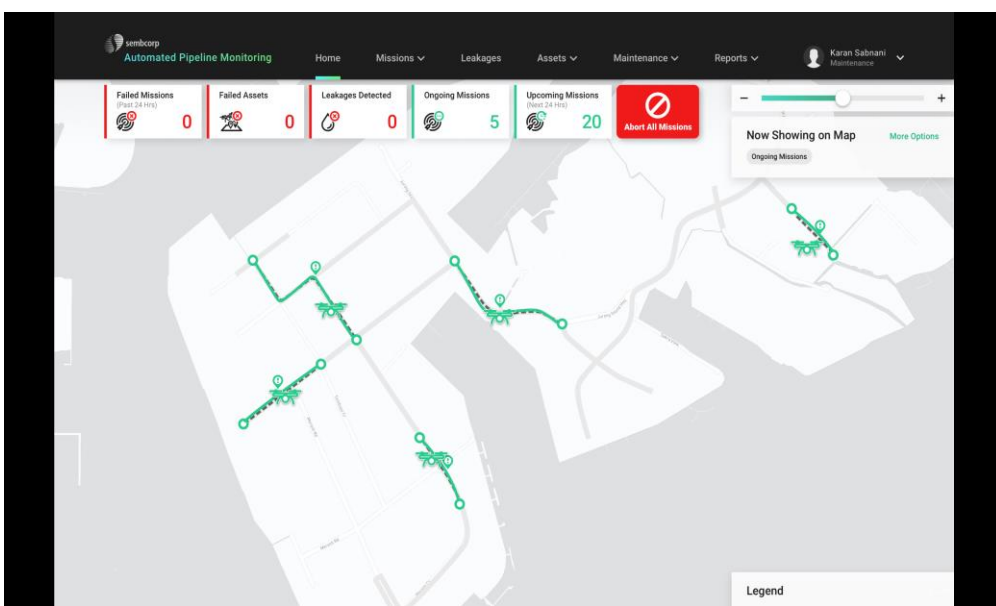 sembcorp
Automated Pipeline Monitoring
Home
Missions
Leakages
Assets
Maintenance
Reports
Karan Sabnani
Maintenance
Failed Missions
(Past 24 Hrs)
0
Failed Assets
0
Leakages Detected
0
Ongoing Missions
5
Upcoming Missions
(Next 24 Hrs)
20
Abort All Missions
Now Showing on Map
More Options
Ongoing Missions
Legend